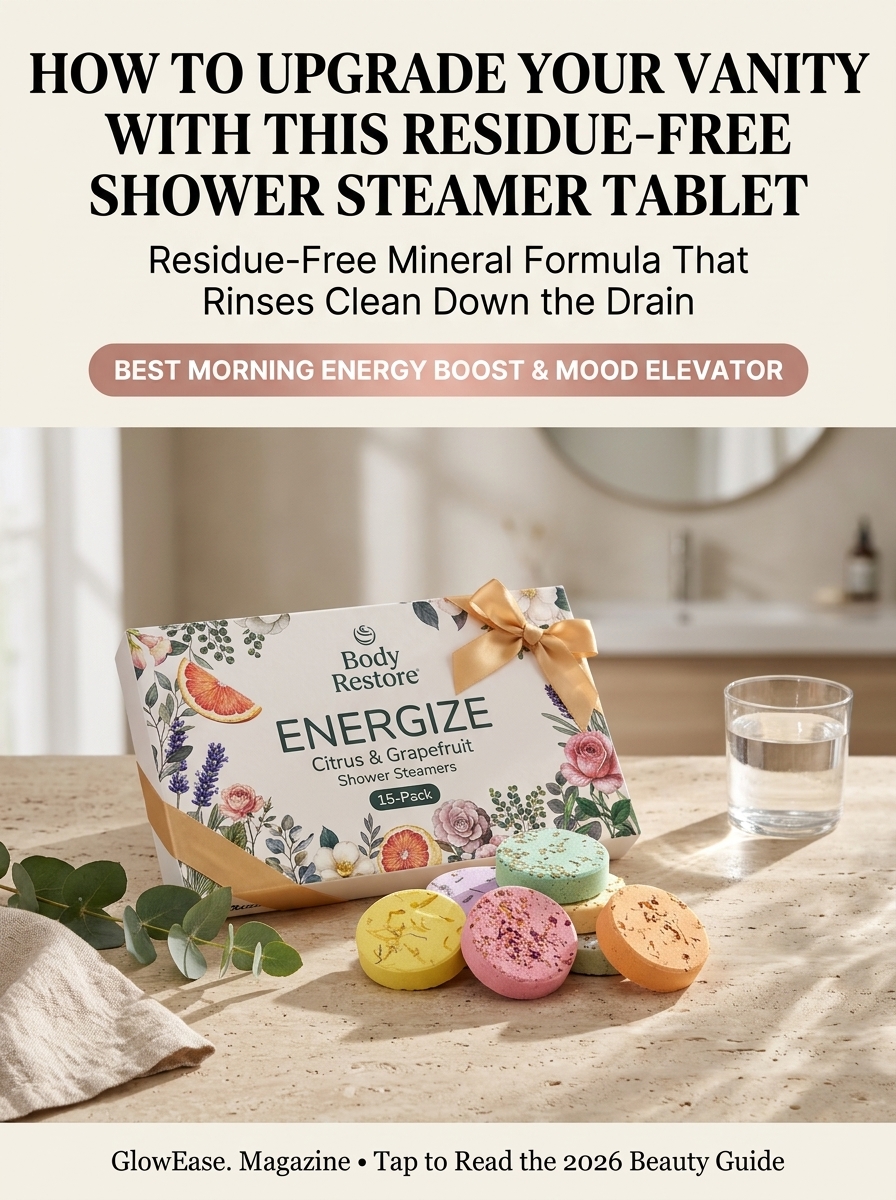 HOW TO UPGRADE YOUR VANITY
WITH THIS RESIDUE-FREE
SHOWER STEAMER TABLET
Residue-Free Mineral Formula That
Rinses Clean Down the Drain
BEST MORNING ENERGY BOOST & MOOD ELEVATOR
Body
Restore
ENERGIZE
Citrus & Grapefruit
Shower Steamers
15-Pack
GlowEase. Magazine • Tap to Read the 2026 Beauty Guide